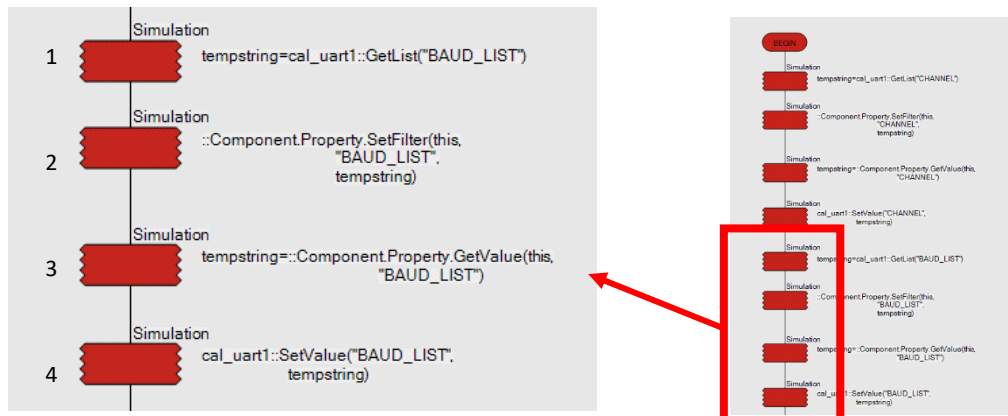 Simulation
1
tempstring=cal_uart1::GetList("BAUD_LIST")
Simulation
2
::Component.Property.SetFilter(this,
"BAUD_LIST",
tempstring)
Simulation
3
tempstring=::Component.Property.GetValue(this,
"BAUD_LIST")
Simulation
4
cal_uart1::SetValue("BAUD_LIST",
tempstring)
BEGIN
Simulation
tempstring=cal_uart1::GetList("CHANNEL")
Simulation
::Component.Property.SetFilter(this,
"CHANNEL",
tempstring)
Simulation
tempstring=::Component.Property.GetValue(this,
"CHANNEL")
Simulation
cal_uart1::SetValue("CHANNEL",
tempstring)
Simulation
tempstring=cal_uart1::GetList("BAUD_LIST")
Simulation
::Component.Property.SetFilter(this,
"BAUD_LIST",
tempstring)
Simulation
tempstring=::Component.Property.GetValue(this,
"BAUD_LIST")
Simulation
cal_uart1::SetValue("BAUD_LIST",
tempstring)